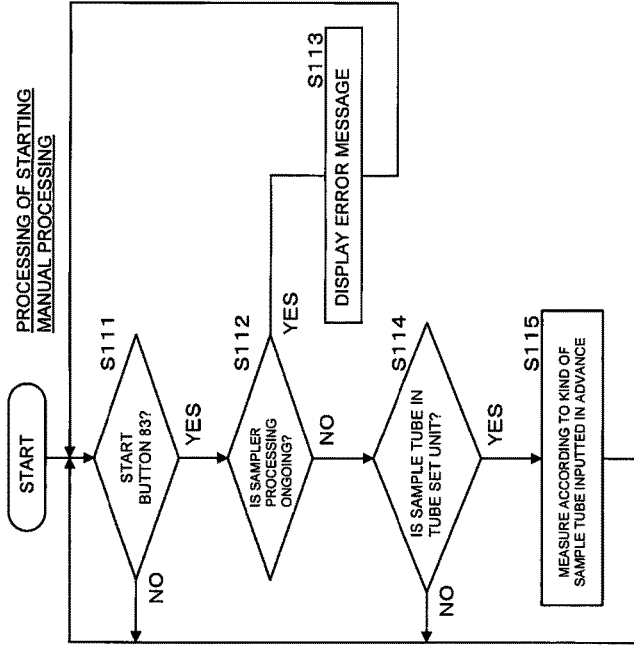 PROCESSING OF STARTING
MANUAL PROCESSING
START
S111
START
BUTTON 83?
NO
YES
S112
IS SAMPLER
PROCESSING
ONGOING?
YES
NO
S113
DISPLAY ERROR MESSAGE
S114
IS SAMPLE TUBE IN
TUBE SET UNIT?
NO
YES
S115
MEASURE ACCORDING TO KIND OF
SAMPLE TUBE INPUTTED IN ADVANCE